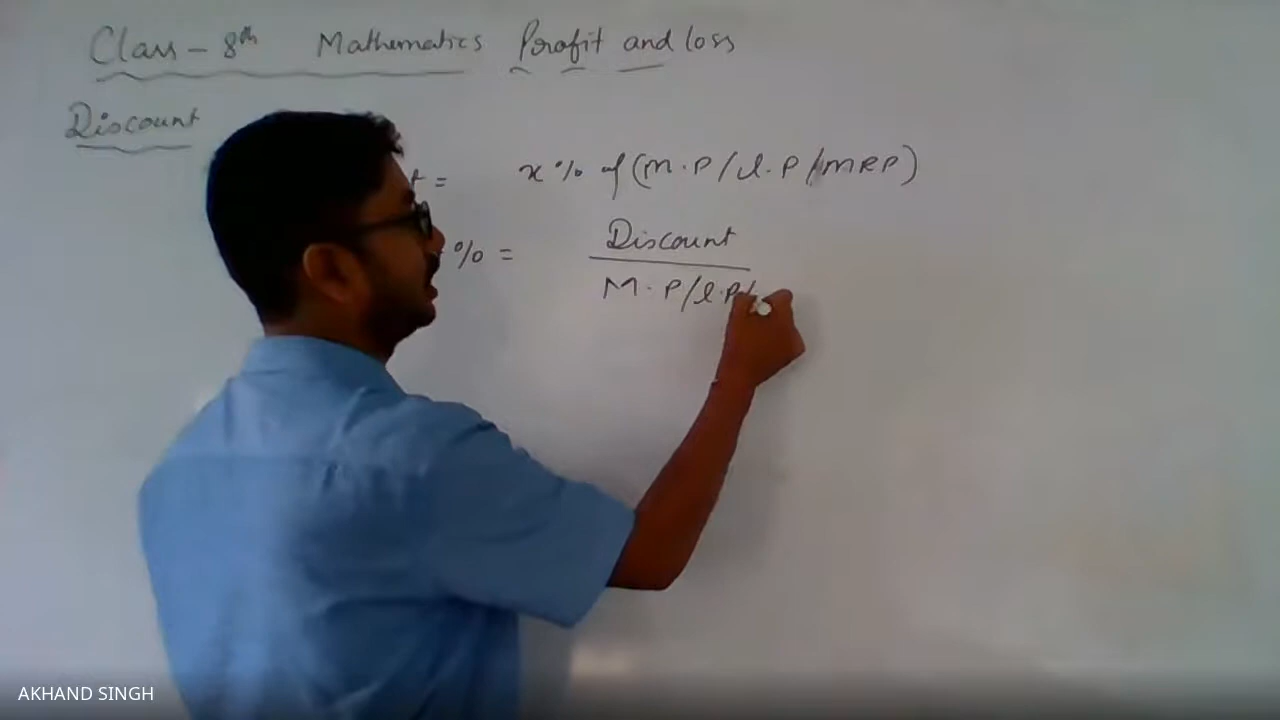 Class - 8th Mathematics Profit and loss
Discount
t = x% of (M.P/l.P/MRP)
% = Discount
M.P/l.P/
AKHAND SINGH